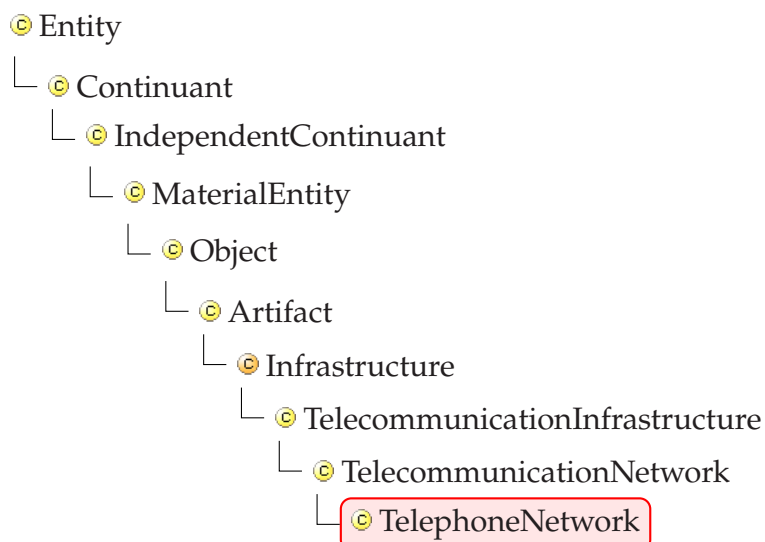 C Entity
C Continuant
C IndependentContinuant
C MaterialEntity
C Object
C Artifact
C Infrastructure
C TelecommunicationInfrastructure
C TelecommunicationNetwork
C TelephoneNetwork